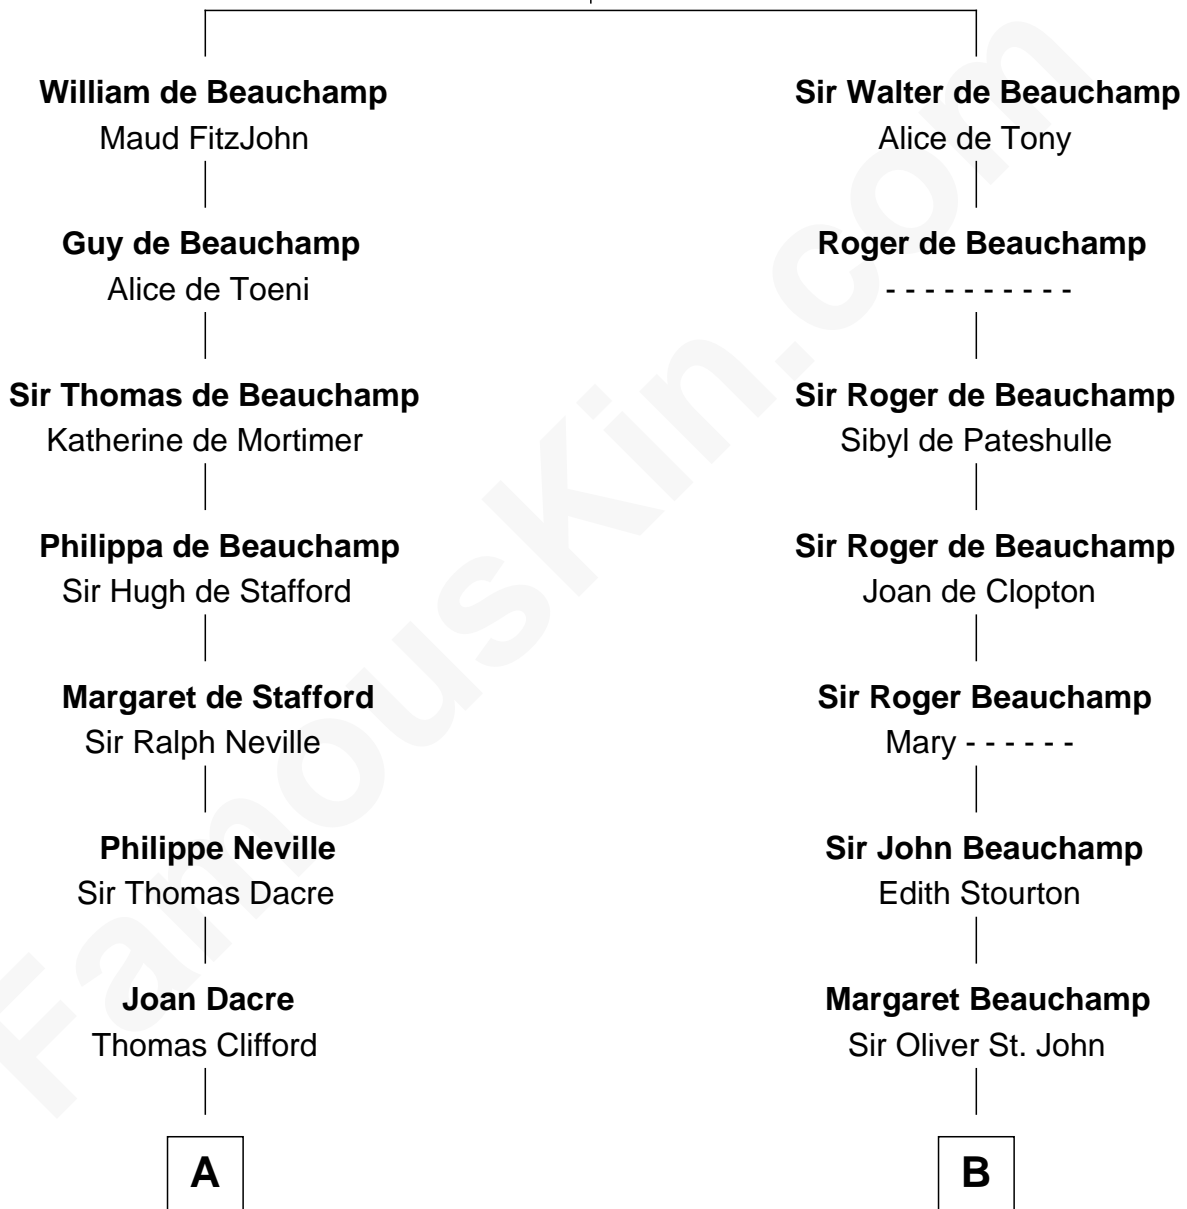 William de Beauchamp
Maud FitzJohn
Guy de Beauchamp
Alice de Toeni
Sir Thomas de Beauchamp
Katherine de Mortimer
Philippa de Beauchamp
Sir Hugh de Stafford
Margaret de Stafford
Sir Ralph Neville
Philippe Neville
Sir Thomas Dacre
Joan Dacre
Thomas Clifford
A
Sir Walter de Beauchamp
Alice de Tony
Roger de Beauchamp
- - - - - - - - - -
Sir Roger de Beauchamp
Sibyl de Pateshulle
Sir Roger de Beauchamp
Joan de Clopton
Sir Roger Beauchamp
Mary - - - - - -
Sir John Beauchamp
Edith Stourton
Margaret Beauchamp
Sir Oliver St. John
B
FamousKin.com